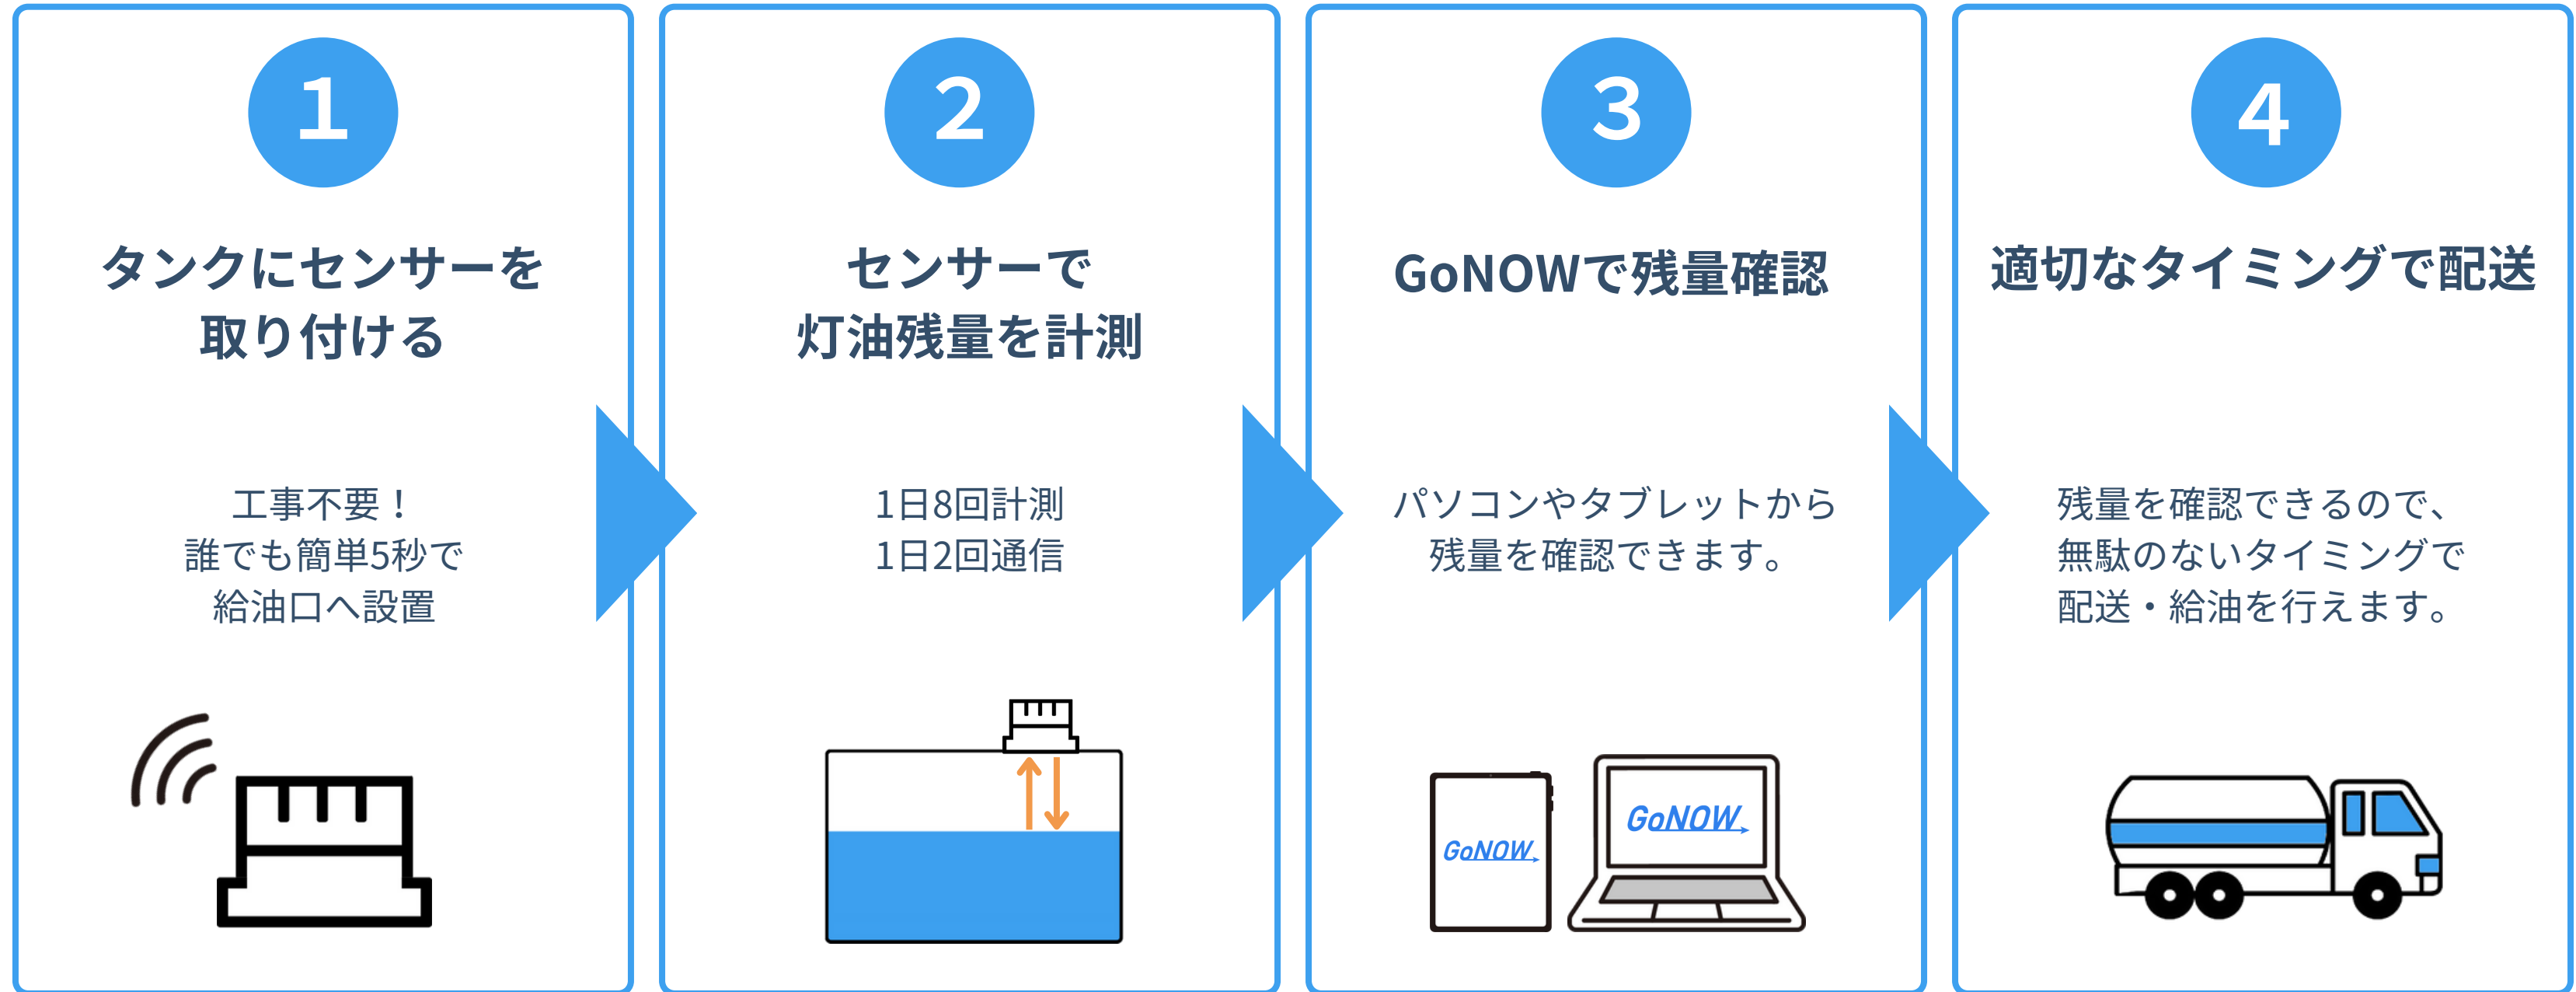 1
タンクにセンサーを
取り付ける
工事不要！
誰でも簡単5秒で
給油口へ設置
2
センサーで
灯油残量を計測
1日8回計測
1日2回通信
3
GoNOWで残量確認
パソコンやタブレットから
残量を確認できます。
GoNOW
GoNOW
4
適切なタイミングで配送
残量を確認できるので、
無駄のないタイミングで
配送・給油を行えます。